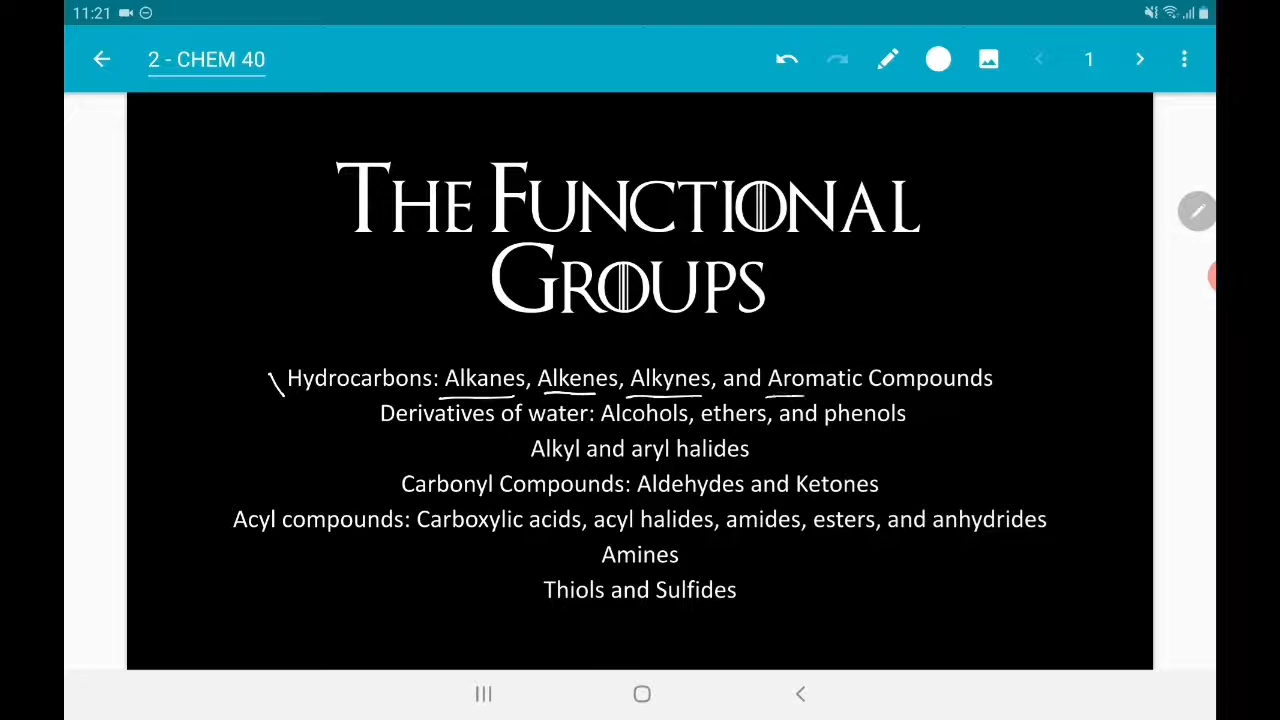 11:21
2 - CHEM 40
1
THE FUNCTIONAL
GROUPS
Hydrocarbons: Alkanes, Alkenes, Alkynes, and Aromatic Compounds
Derivatives of water: Alcohols, ethers, and phenols
Alkyl and aryl halides
Carbonyl Compounds: Aldehydes and Ketones
Acyl compounds: Carboxylic acids, acyl halides, amides, esters, and anhydrides
Amines
Thiols and Sulfides